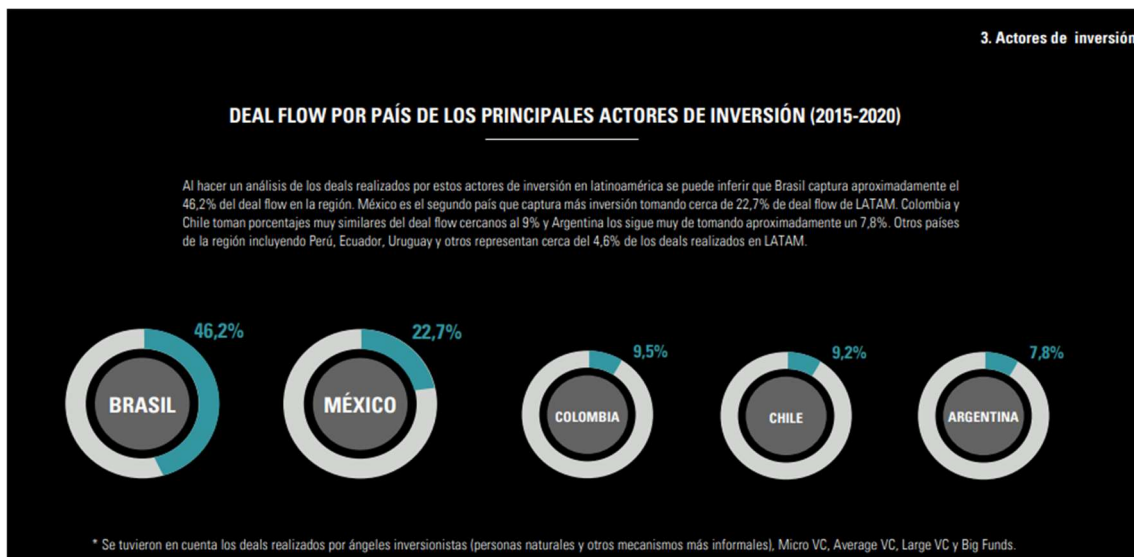 3. Actores de inversión
DEAL FLOW POR PAÍS DE LOS PRINCIPALES ACTORES DE INVERSIÓN (2015-2020)
Al hacer un análisis de los deals realizados por estos actores de inversión en latinoamérica se puede inferir que Brasil captura aproximadamente el
46,2% del deal flow en la región. México es el segundo país que captura más inversión tomando cerca de 22,7% de deal flow de LATAM. Colombia y
Chile toman porcentajes muy similares del deal flow cercanos al 9% y Argentina los sigue muy de tomando aproximadamente un 7,8%. Otros países
de la región incluyendo Perú, Ecuador, Uruguay y otros representan cerca del 4,6% de los deals realizados en LATAM.
46,2%
BRASIL
22,7%
MÉXICO
9,5%
COLOMBIA
9,2%
CHILE
7,8%
ARGENTINA
* Se tuvieron en cuenta los deals realizados por ángeles inversionistas (personas naturales y otros mecanismos más informales), Micro VC, Average VC, Large VC y Big Funds.